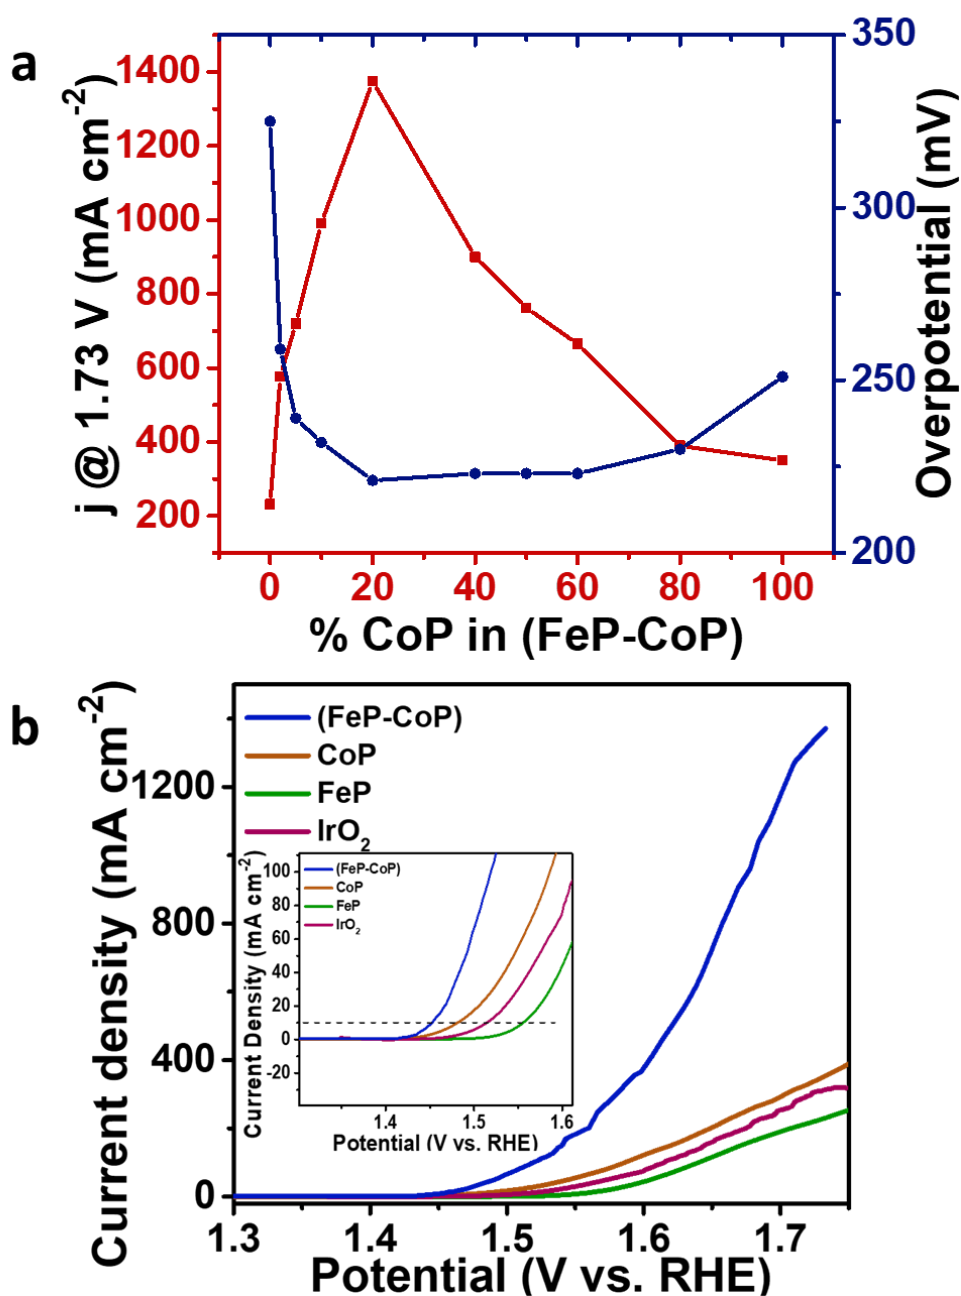 a
j @ 1.73 V (mA cm-2)
1400
1200
1000
800
600
400
200
350
300
250
200
Overpotential (mV)
0 20 40 60 80 100
% CoP in (FeP-CoP)
b
Current density (mA cm-2)
1200
800
400
0
(FeP-CoP)
CoP
FeP
IrO2
Current Density (mA cm-2)
100
80
60
40
20
0
-20
(FeP-CoP)
CoP
FeP
IrO2
1.4 1.5 1.6
Potential (V vs. RHE)
1.3 1.4 1.5 1.6 1.7
Potential (V vs. RHE)